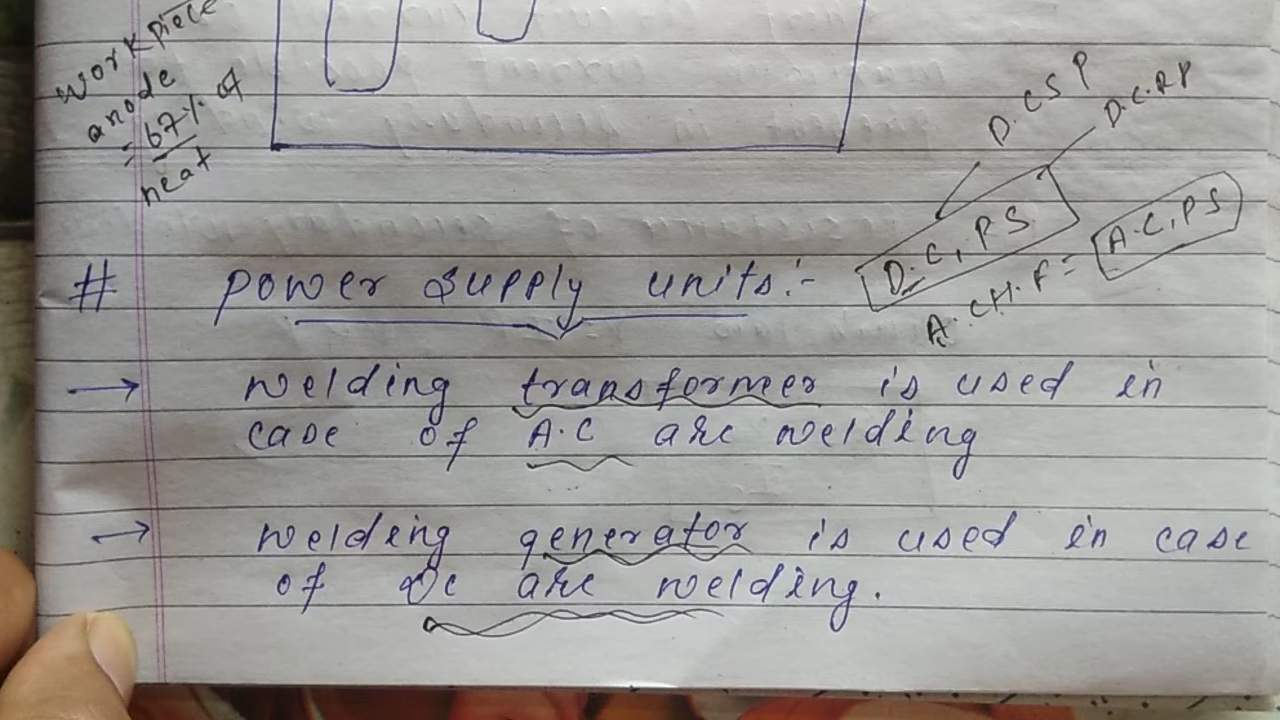 work piece
anode
= 67% of
heat
D.CSP
D.C.RP
D.C, PS
A.CH.F = A.C, PS
# power supply units :-
→ welding transformer is used in
case of A.C arc welding
→ welding generator is used in case
of Dc arc welding.